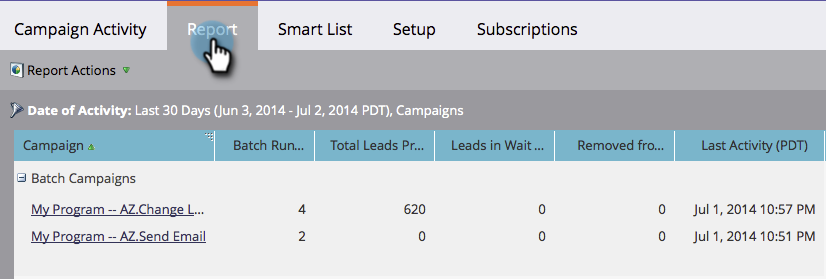 Campaign Activity Report Smart List Setup Subscriptions
Report Actions
Date of Activity: Last 30 Days (Jun 3, 2014 - Jul 2, 2014 PDT), Campaigns
Campaign Batch Run... Total Leads Pr... Leads in Wait ... Removed fro... Last Activity (PDT)
Batch Campaigns
My Program -- AZ.Change L... 4 620 0 0 Jul 1, 2014 10:57 PM
My Program -- AZ.Send Email 2 0 0 0 Jul 1, 2014 10:51 PM